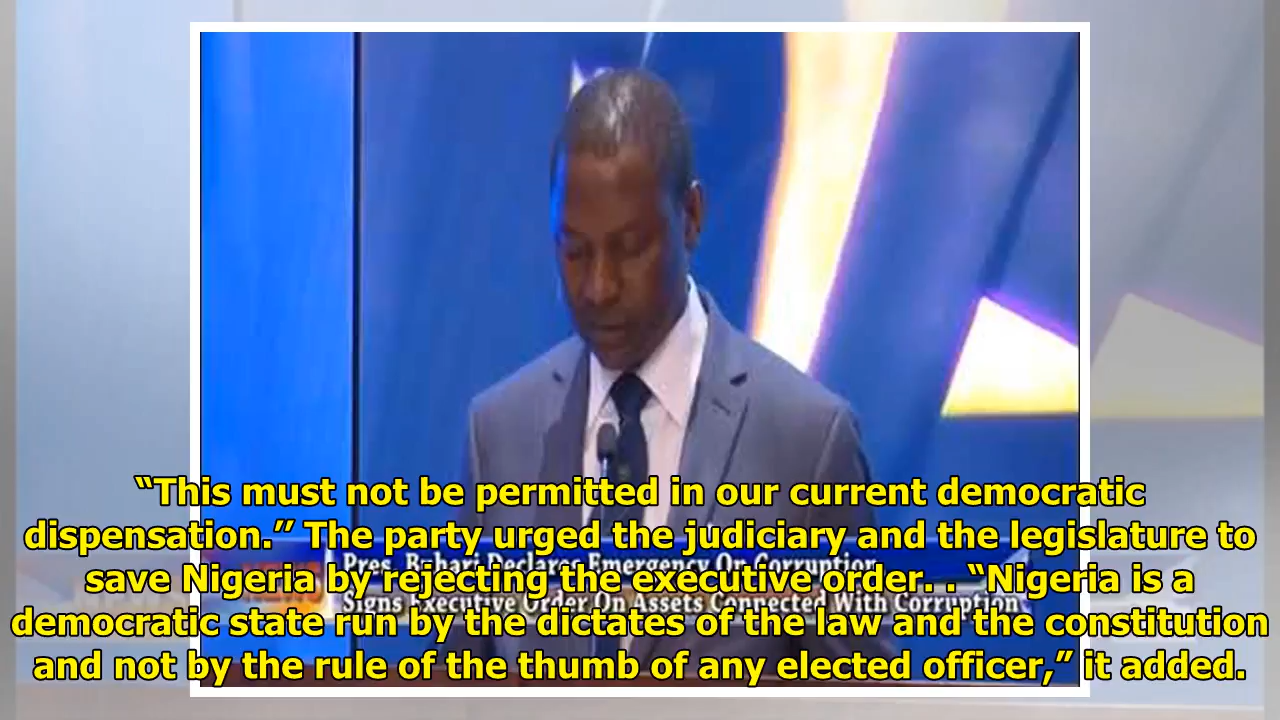 “This must not be permitted in our current democratic
dispensation.’’ The party urged the judiciary and the legislature to
Pres. Buhari Declares Emergency On Corruption
save Nigeria by rejecting the executive order. . “Nigeria is a
NEWS
Signs Executive Order On Assets Connected With Corruption
democratic state run by the dictates of the law and the constitution
and not by the rule of the thumb of any elected officer,” it added.